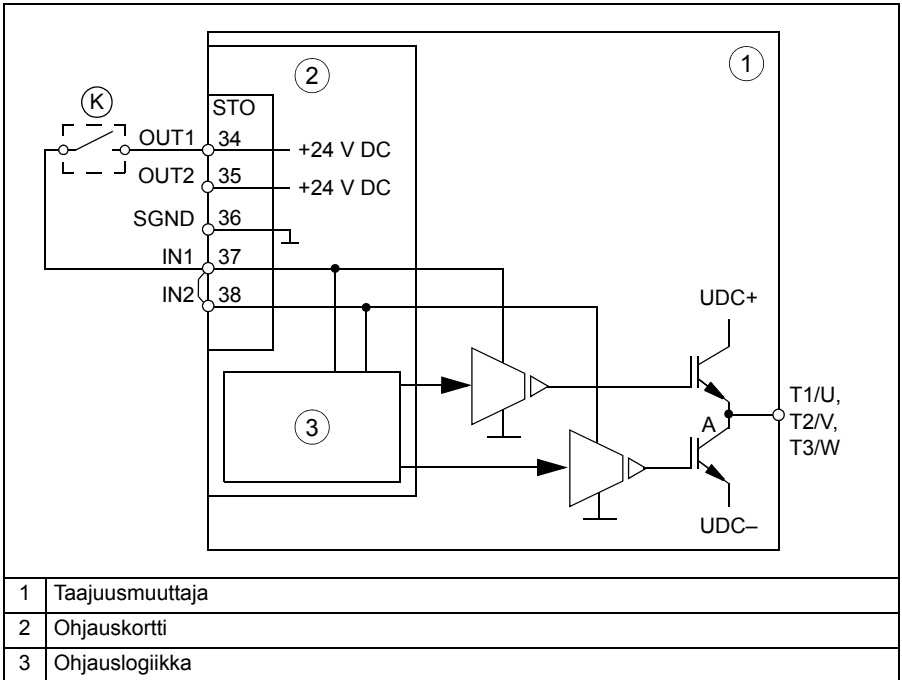 1
2
K
STO
OUT1 34 +24 V DC
OUT2 35 +24 V DC
SGND 36
IN1 37
IN2 38
UDC+
3
A
T1/U,
T2/V,
T3/W
UDC–
1 Taajuusmuuttaja
2 Ohjauskortti
3 Ohjauslogiikka